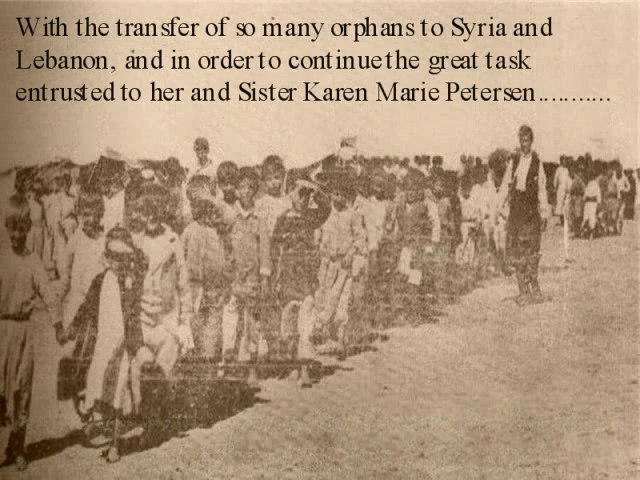 With the transfer of so many orphans to Syria and
Lebanon, and in order to continue the great task
entrusted to her and Sister Karen Marie Petersen...........